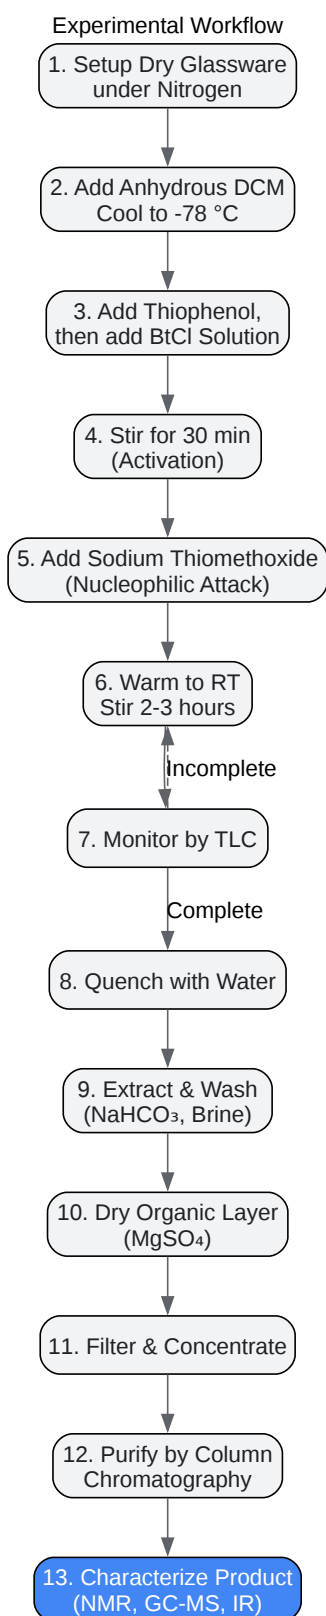 Experimental Workflow
1. Setup Dry Glassware
under Nitrogen
2. Add Anhydrous DCM
Cool to -78 °C
3. Add Thiophenol,
then add BtCl Solution
4. Stir for 30 min
(Activation)
5. Add Sodium Thiomethoxide
(Nucleophilic Attack)
6. Warm to RT
Stir 2-3 hours
Incomplete
7. Monitor by TLC
Complete
8. Quench with Water
9. Extract & Wash
(NaHCO₃, Brine)
10. Dry Organic Layer
(MgSO₄)
11. Filter & Concentrate
12. Purify by Column
Chromatography
13. Characterize Product
(NMR, GC-MS, IR)